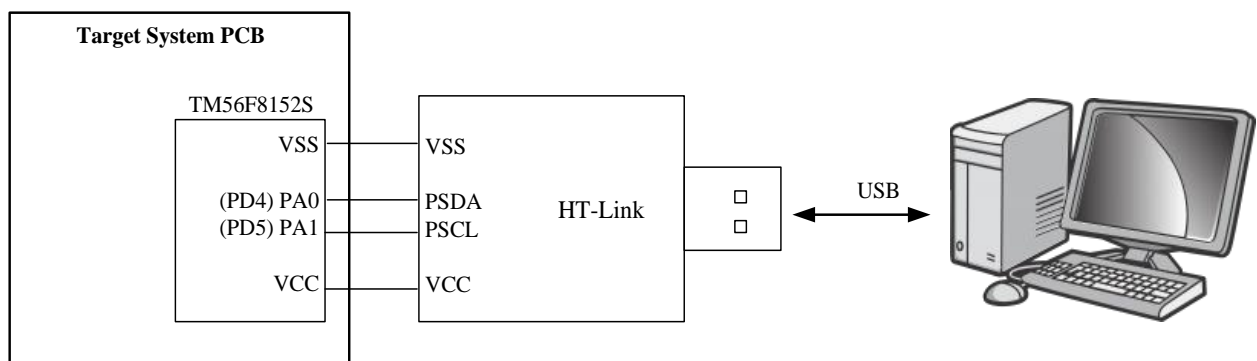 Target System PCB
TM56F8152S
VSS
VSS
(PD4) PA0
PSDA
(PD5) PA1
PSCL
VCC
VCC
HT-Link
USB